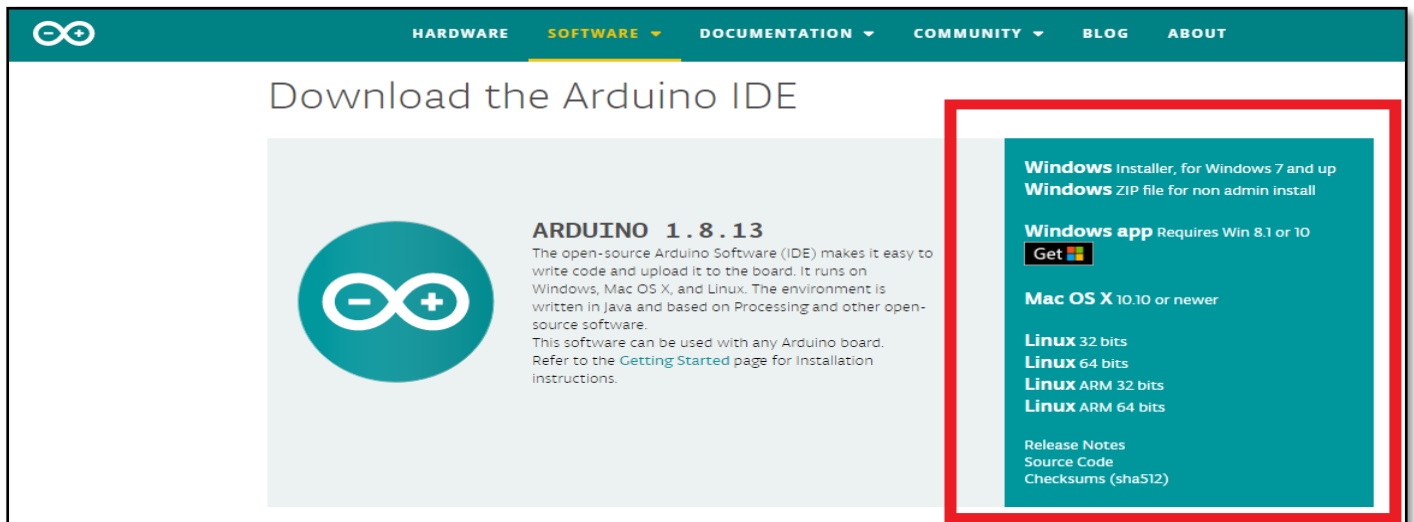 HARDWARE SOFTWARE DOCUMENTATION COMMUNITY BLOG ABOUT
Download the Arduino IDE
ARDUINO 1.8.13
The open-source Arduino Software (IDE) makes it easy to
write code and upload it to the board. It runs on
Windows, Mac OS X, and Linux. The environment is
written in Java and based on Processing and other open-
source software.
This software can be used with any Arduino board.
Refer to the Getting Started page for Installation
instructions.
Windows Installer, for Windows 7 and up
Windows ZIP file for non admin install
Windows app Requires Win 8.1 or 10
Get
Mac OS X 10.10 or newer
Linux 32 bits
Linux 64 bits
Linux ARM 32 bits
Linux ARM 64 bits
Release Notes
Source Code
Checksums (sha512)